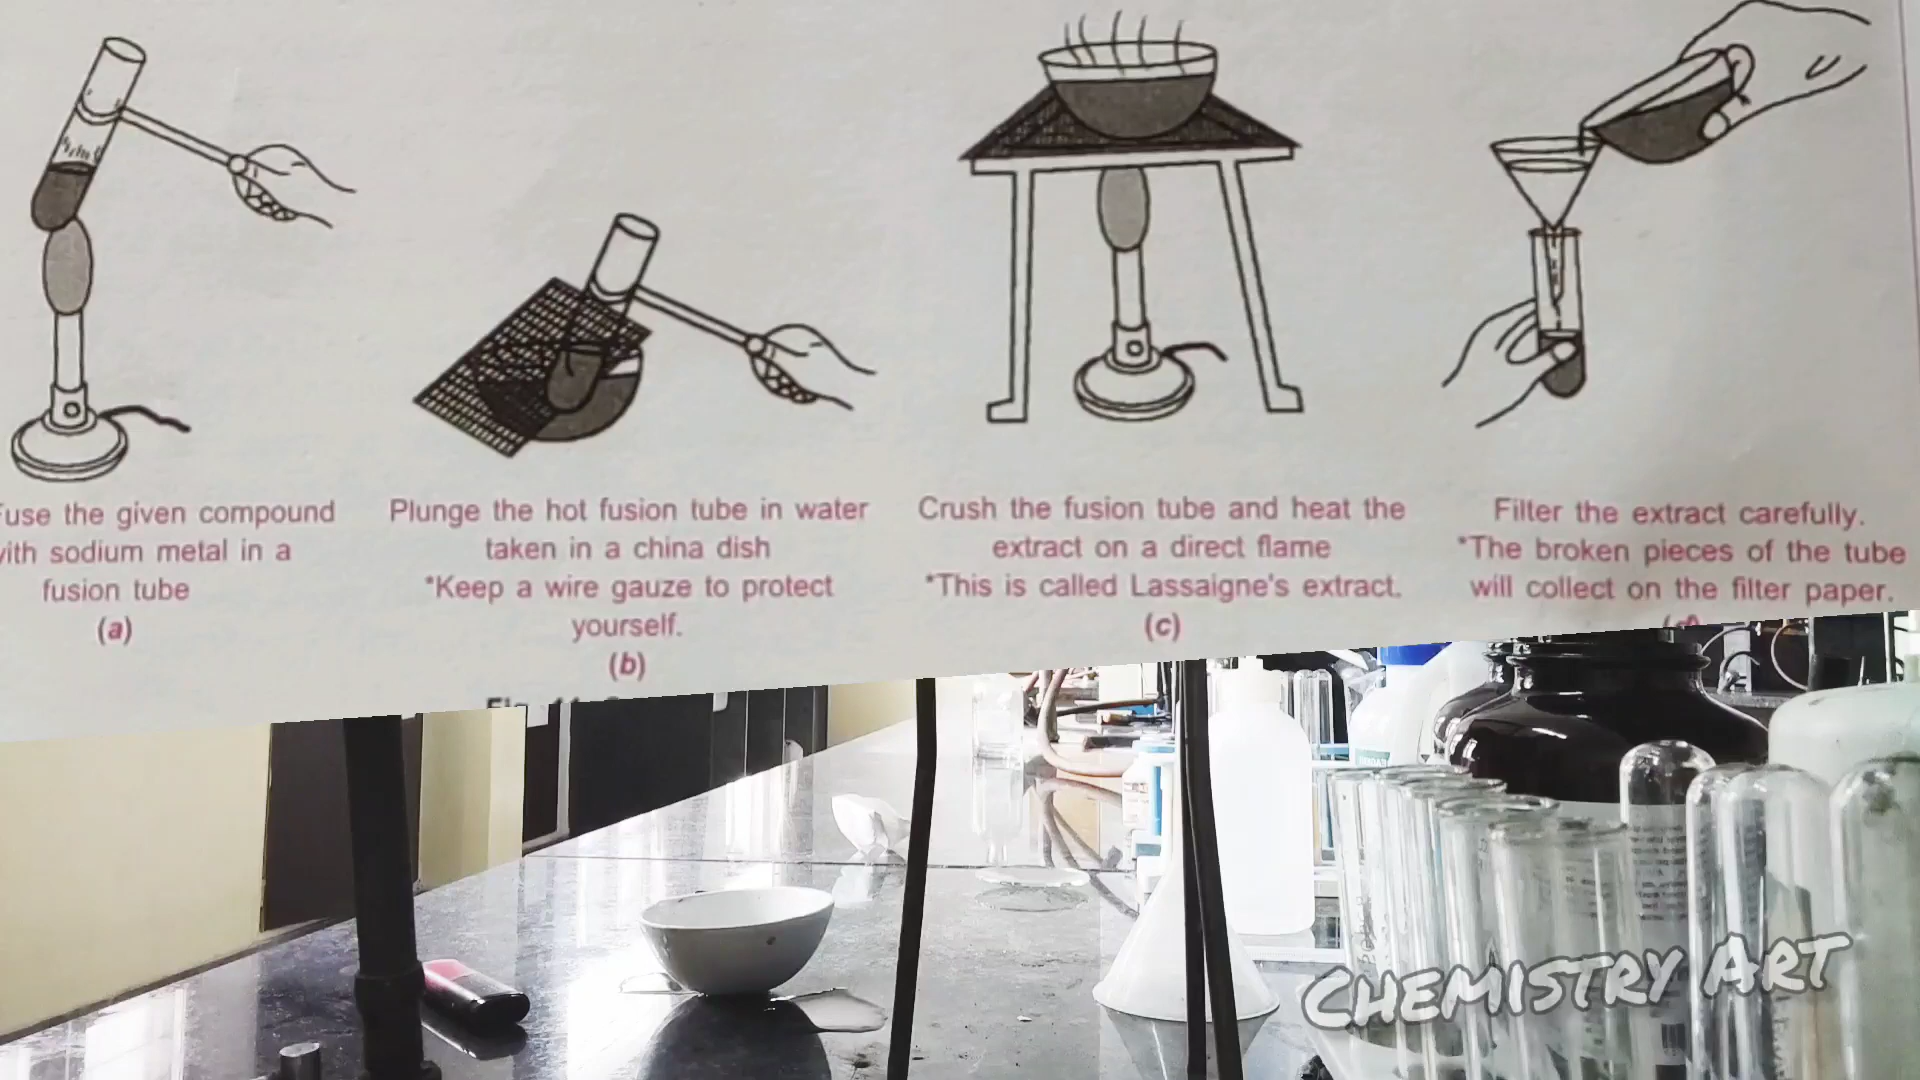 Fuse the given compound
with sodium metal in a
fusion tube
(a)
Plunge the hot fusion tube in water
taken in a china dish
*Keep a wire gauze to protect
yourself.
(b)
Crush the fusion tube and heat the
extract on a direct flame
*This is called Lassaigne's extract.
(c)
Filter the extract carefully.
*The broken pieces of the tube
will collect on the filter paper.
CHEMISTRY ART